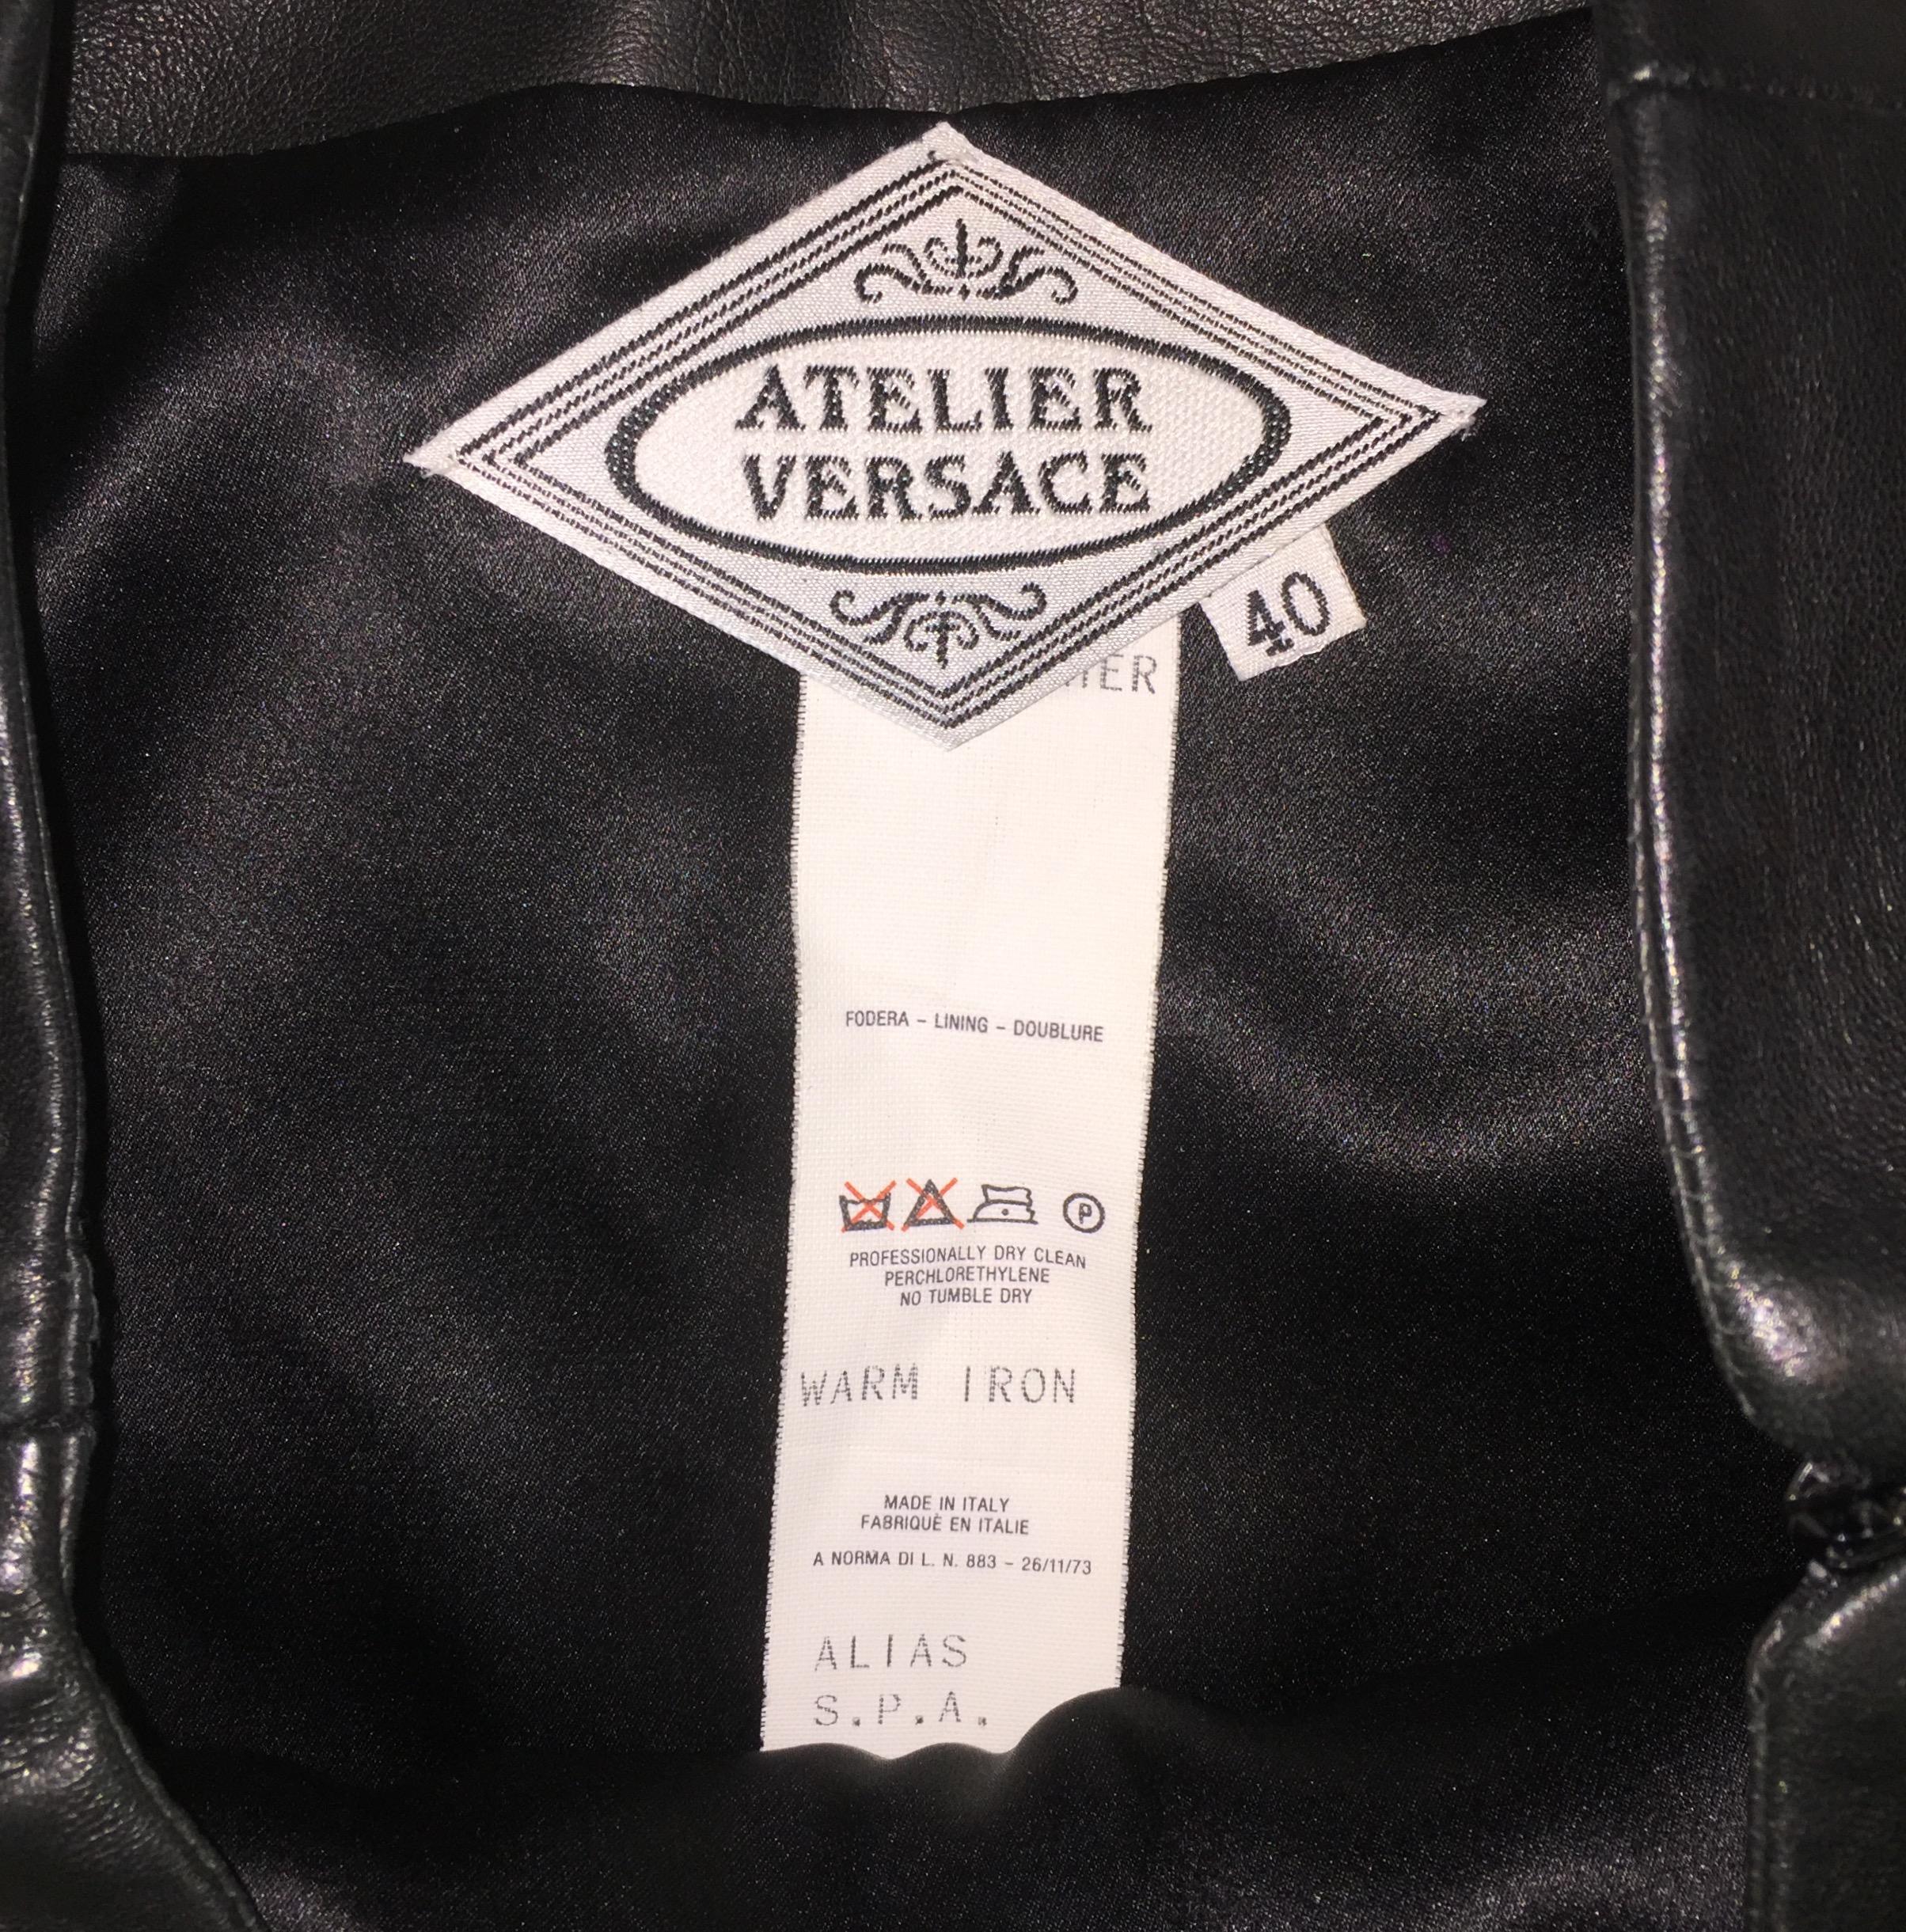 ATELIER
VERSACE
40
FODERA - LINING - DOUBLURE
P
PROFESSIONALLY DRY CLEAN
PERCHLORETHYLENE
NO TUMBLE DRY
WARM IRON
MADE IN ITALY
FABRIQUÈ EN ITALIE
A NORMA DI L. N. 883 - 26/11/73
ALIAS
S.P.A.